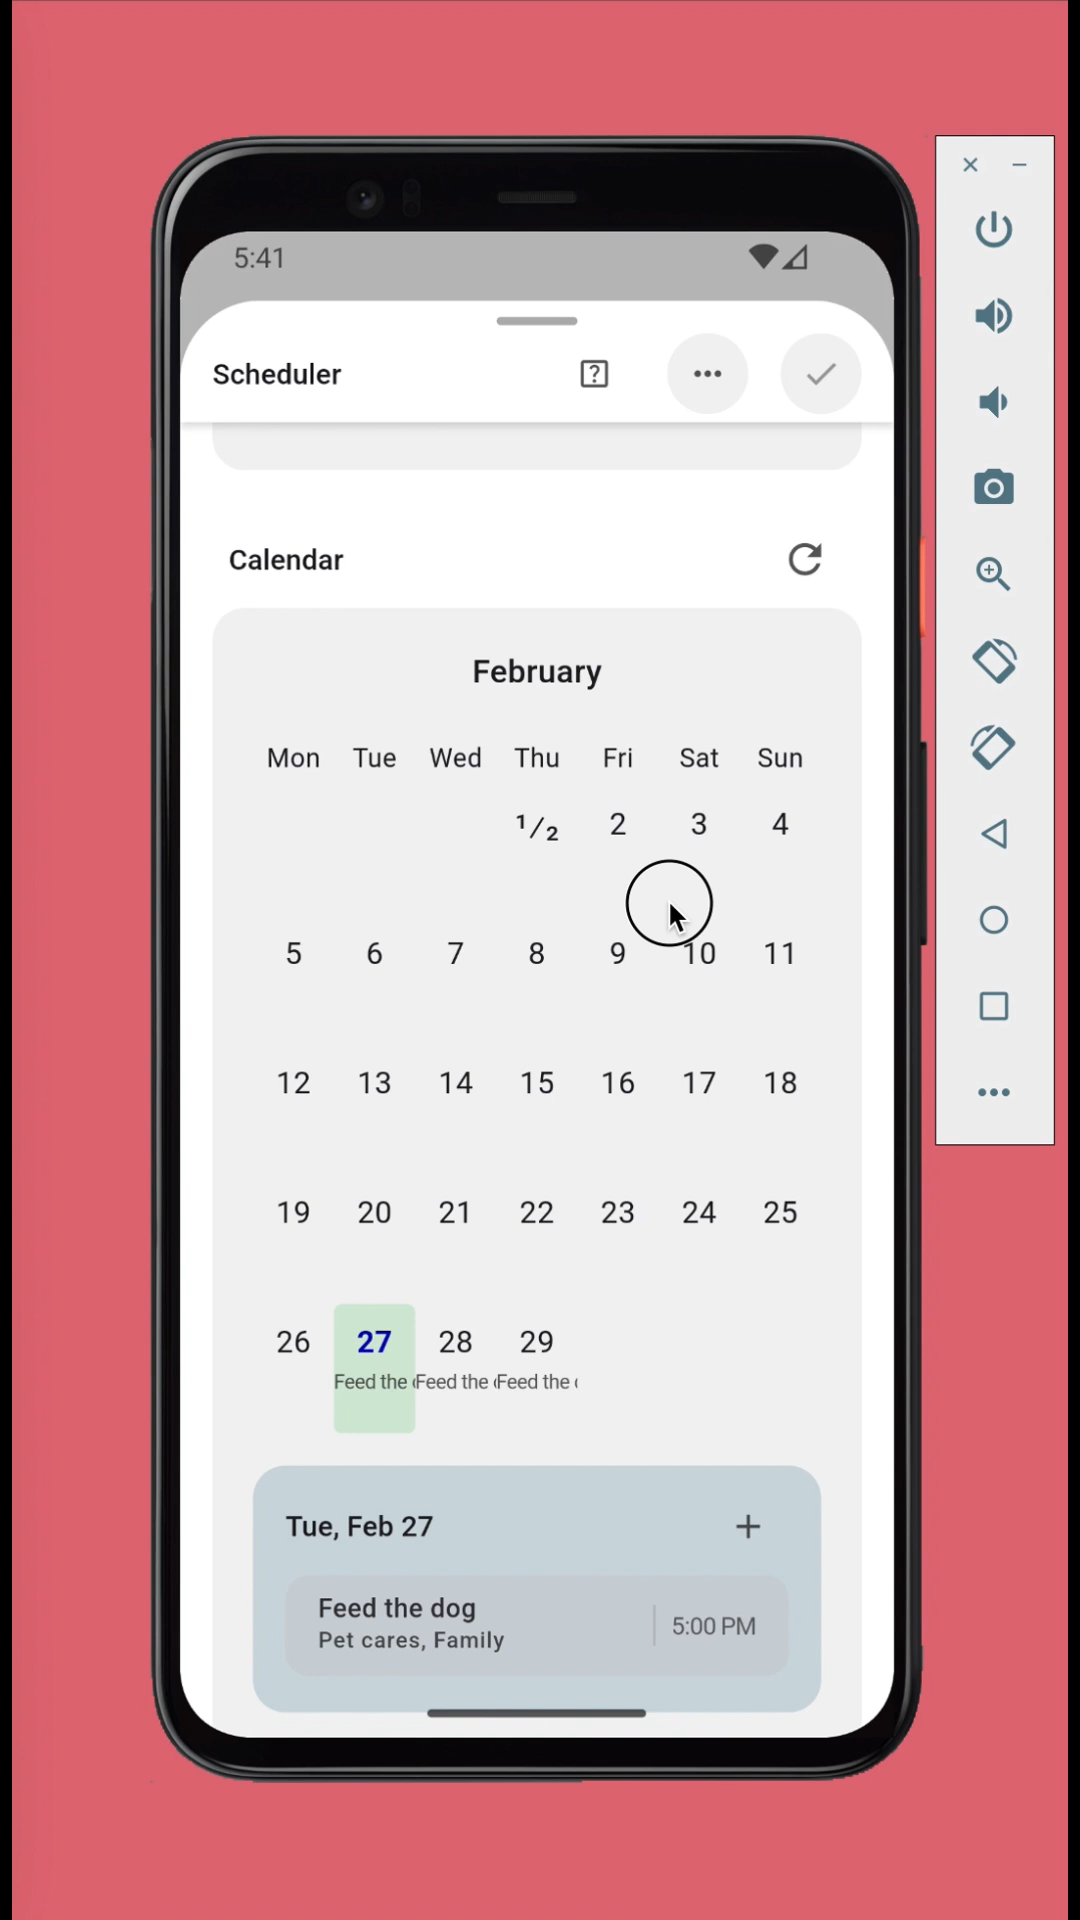 5:41
Scheduler
Calendar
February
Mon Tue Wed Thu Fri Sat Sun
1/2 2 3 4
5 6 7 8 9 10 11
12 13 14 15 16 17 18
19 20 21 22 23 24 25
26 27 28 29
Feed the Feed the Feed the
Tue, Feb 27
Feed the dog
Pet cares, Family
5:00 PM